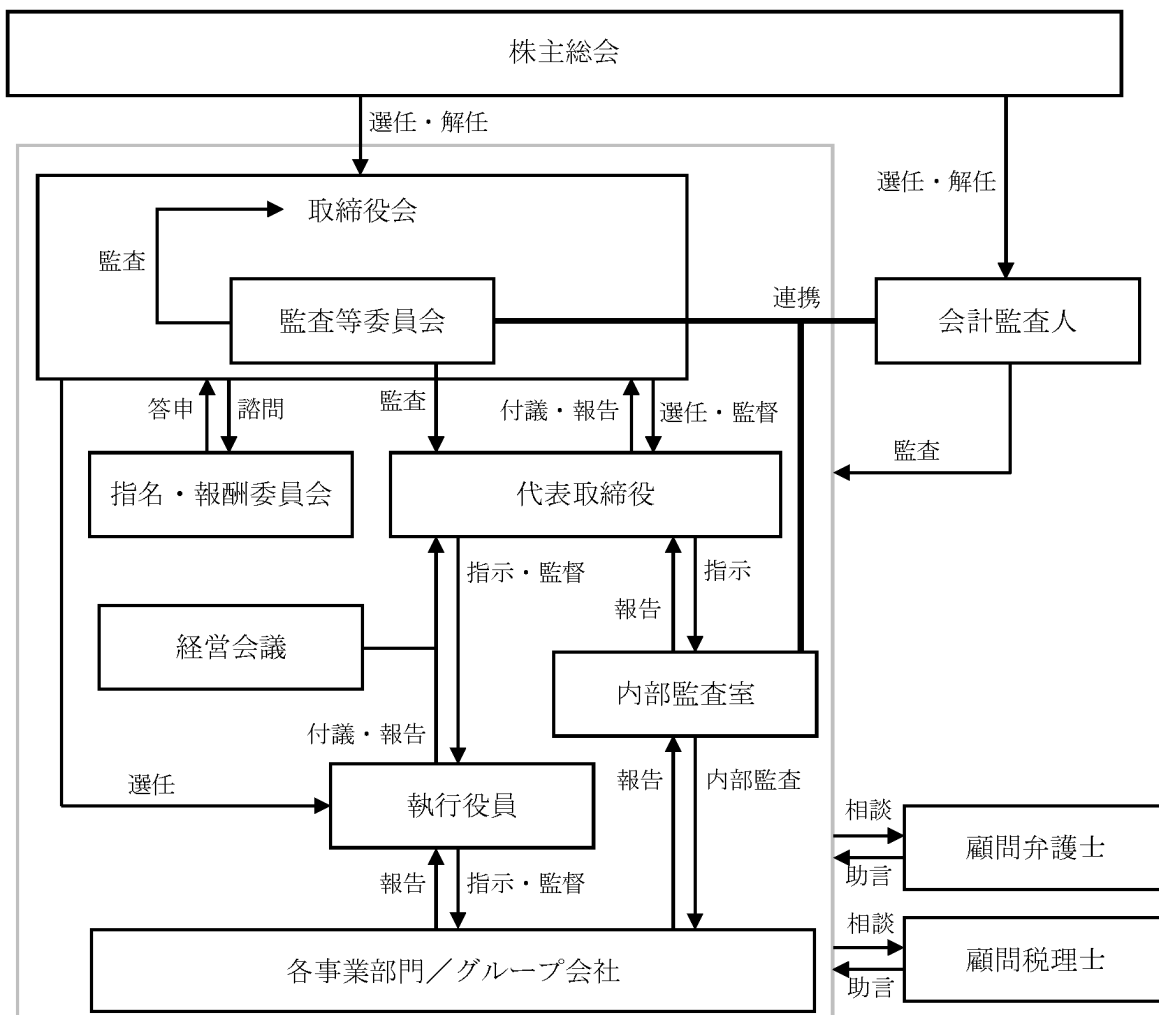 株主総会
選任・解任
選任・解任
取締役会
監査
監査等委員会
連携
会計監査人
答申
諮問
監査
付議・報告
選任・監督
監査
指名・報酬委員会
代表取締役
指示・監督
指示
報告
経営会議
内部監査室
付議・報告
選任
報告
内部監査
執行役員
相談
顧問弁護士
助言
報告
指示・監督
相談
各事業部門／グループ会社
顧問税理士
助言